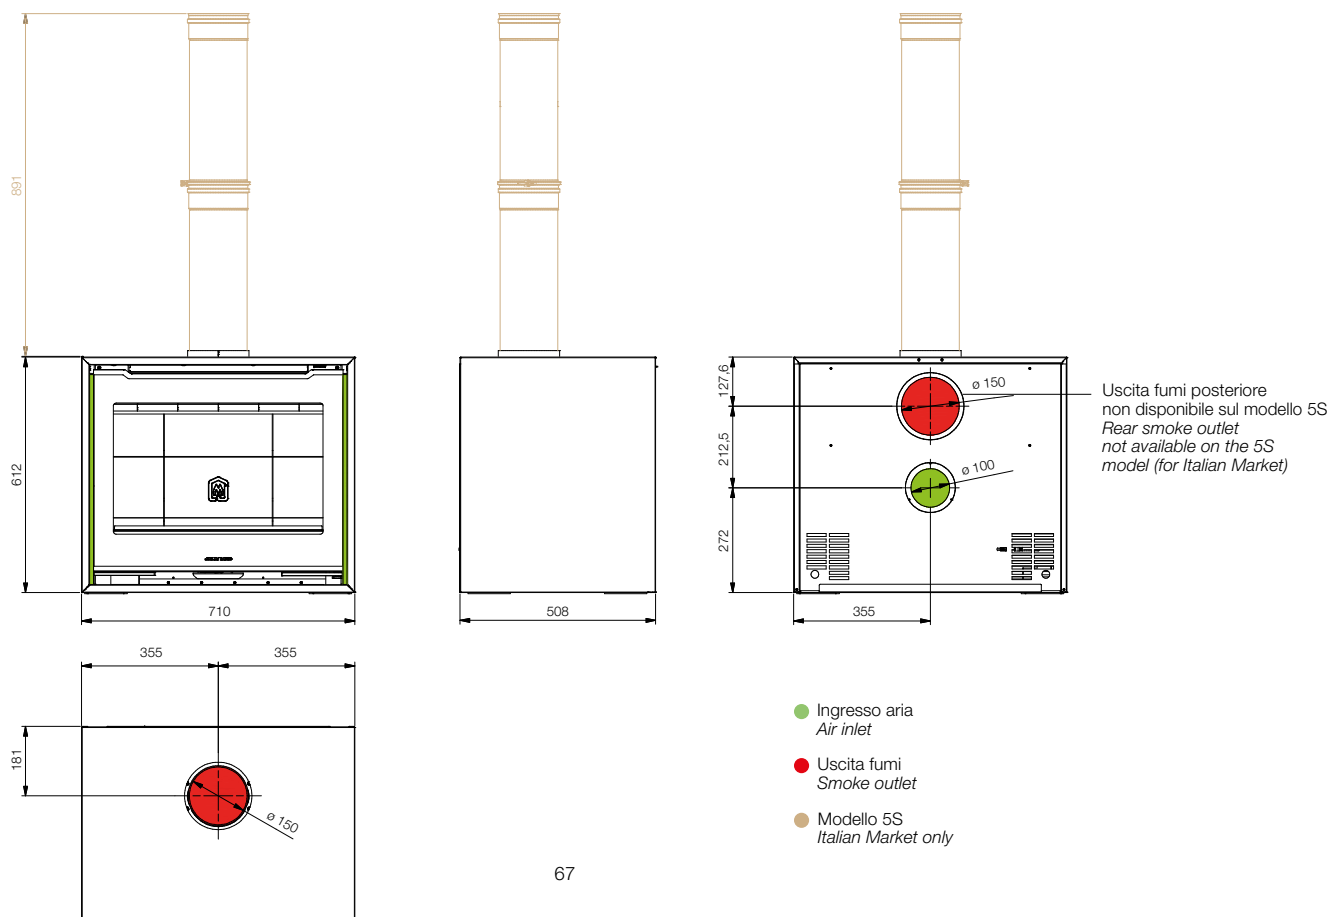 891
612
710
508
127,6
212,5
272
ø 150
ø 100
355
Uscita fumi posteriore
non disponibile sul modello 5S
Rear smoke outlet
not available on the 5S
model (for Italian Market)
355
355
181
ø 150
Ingresso aria
Air inlet
Uscita fumi
Smoke outlet
Modello 5S
Italian Market only
67